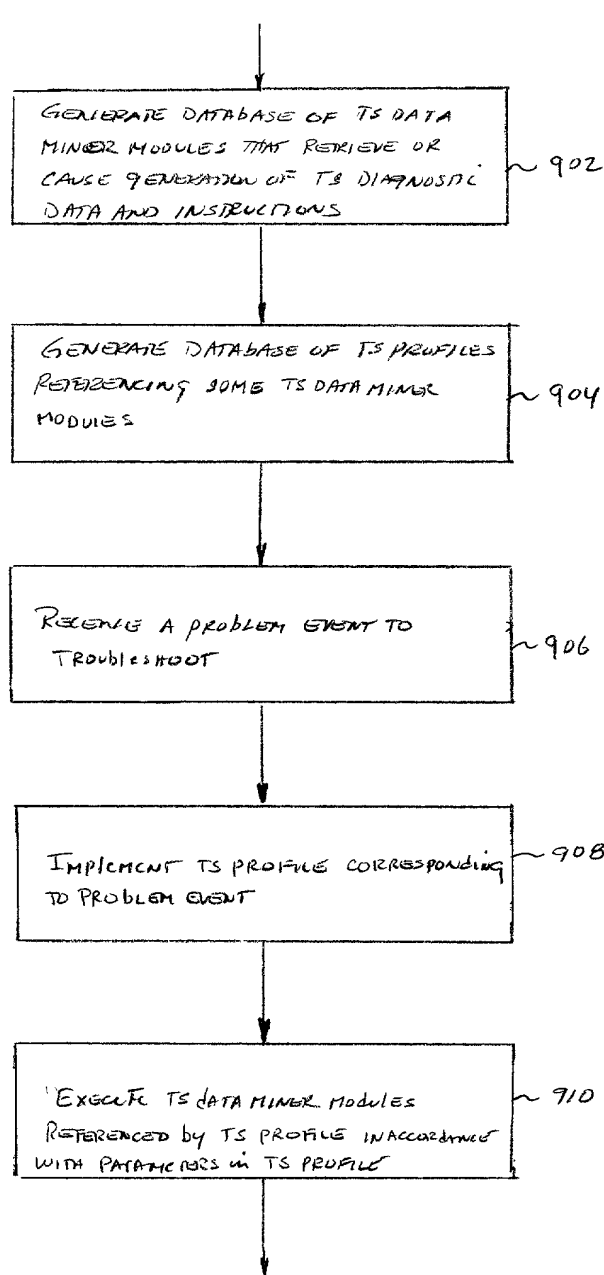 GENERATE DATABASE OF TS DATA
MINER MODULES THAT RETRIEVE OR
CAUSE GENERATION OF TS DIAGNOSTIC
DATA AND INSTRUCTIONS
~ 902
GENERATE DATABASE OF TS PROFILES
REFERENCING SOME TS DATA MINER
MODULES
~ 904
RECEIVE A PROBLEM EVENT TO
TROUBLESHOOT
~ 906
IMPLEMENT TS PROFILE CORRESPONDING
TO PROBLEM EVENT
~ 908
EXECUTE TS DATA MINER MODULES
REFERENCED by TS PROFILE IN ACCORDANCE
WITH PARAMETERS in TS PROFILE
~ 910